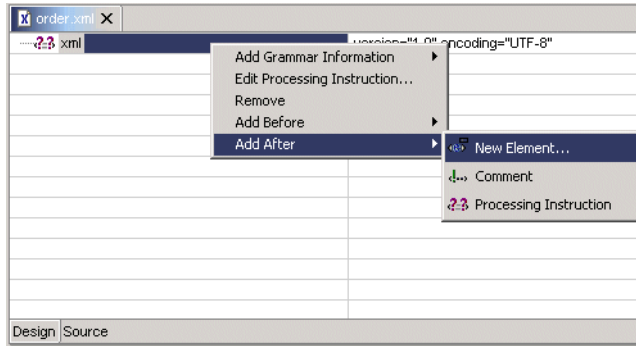 order.xml
xml version="1.0" encoding="UTF-8"
Add Grammar Information
Edit Processing Instruction...
Remove
Add Before
Add After
New Element...
Comment
Processing Instruction
Design Source